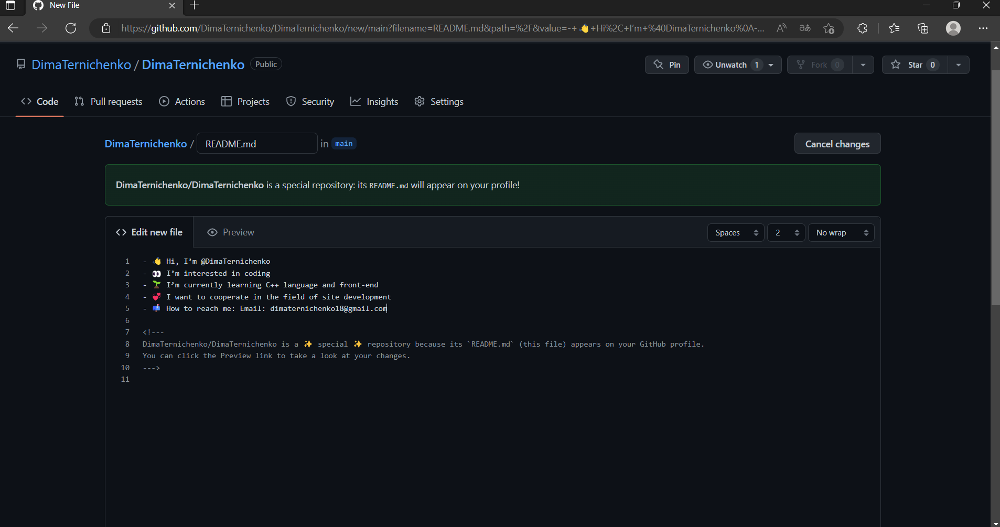 New File
https://github.com/DimaTernichenko/DimaTernichenko/new/main?filename=README.md&path=%2F&value=-+👋+Hi%2C+I’m+%40DimaTernichenko%0A-...
DimaTernichenko / DimaTernichenko Public
Pin
Unwatch 1
Fork 0
Star 0
Code
Pull requests
Actions
Projects
Security
Insights
Settings
DimaTernichenko / README.md in main
Cancel changes
DimaTernichenko/DimaTernichenko is a special repository: its README.md will appear on your profile!
Edit new file
Preview
Spaces
2
No wrap
1 - 👋 Hi, I’m @DimaTernichenko
2 - 👀 I’m interested in coding
3 - 🌱 I’m currently learning C++ language and front-end
4 - 💞️ I want to cooperate in the field of site development
5 - 📫 How to reach me: Email: dimaternichenko18@gmail.com
6
7 <!---
8 DimaTernichenko/DimaTernichenko is a ✨ special ✨ repository because its `README.md` (this file) appears on your GitHub profile.
9 You can click the Preview link to take a look at your changes.
10 --->
11